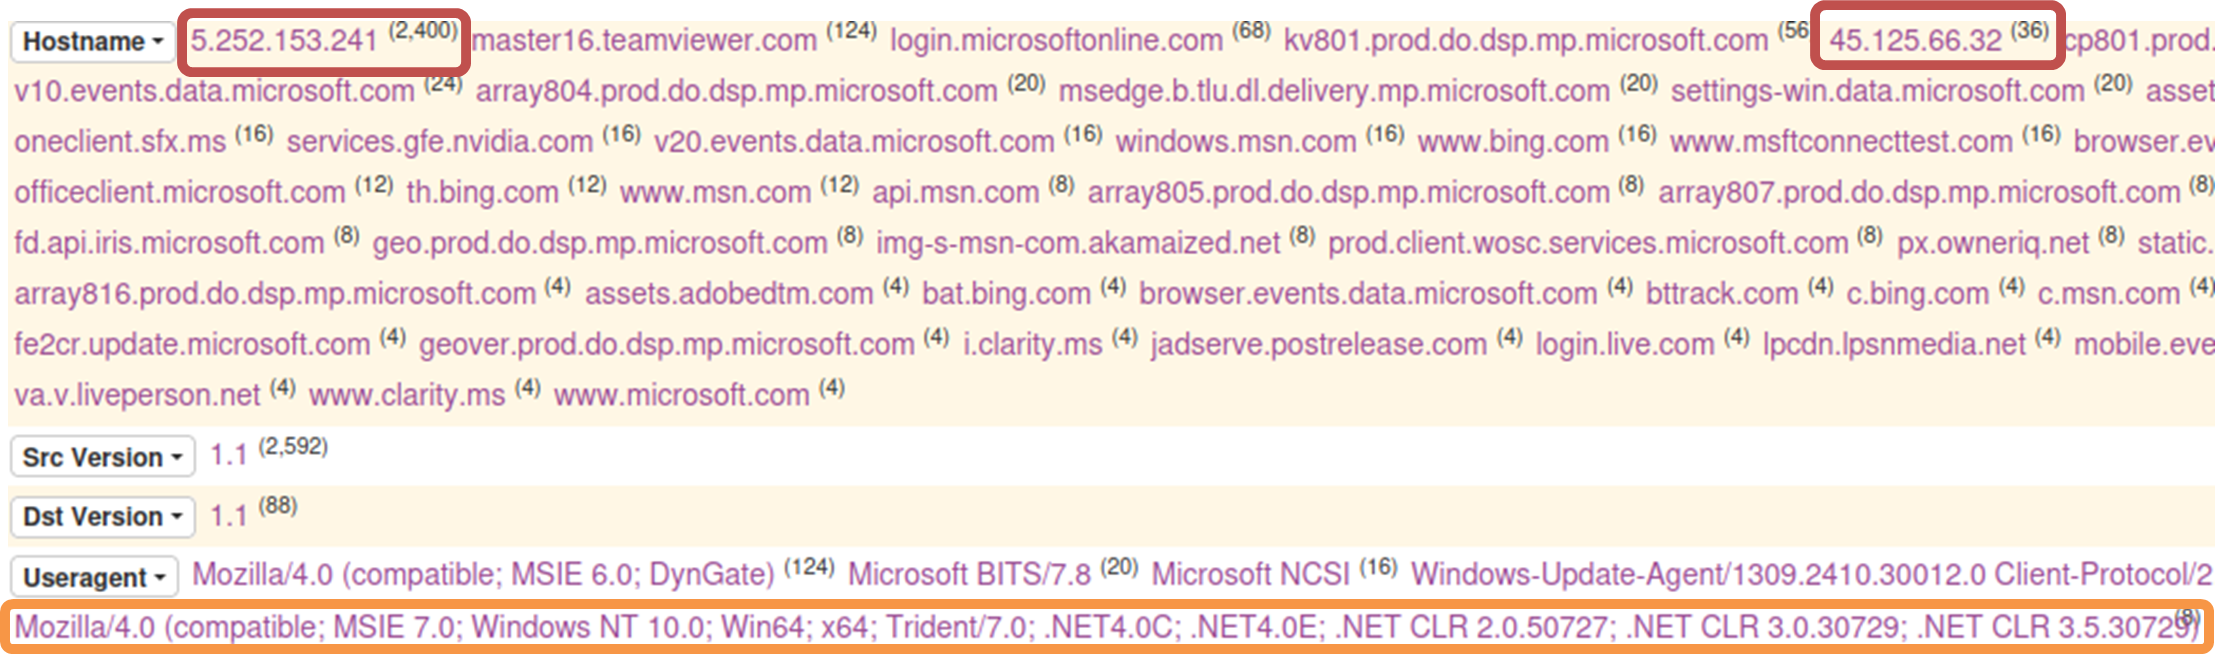 Hostname 5.252.153.241 (2,400) master16.teamviewer.com (124) login.microsoftonline.com (68) kv801.prod.do.dsp.mp.microsoft.com (56 45.125.66.32 (36) cp801.prod.
v10.events.data.microsoft.com (24) array804.prod.do.dsp.mp.microsoft.com (20) msedge.b.tlu.dl.delivery.mp.microsoft.com (20) settings-win.data.microsoft.com (20) asset
oneclient.sfx.ms (16) services.gfe.nvidia.com (16) v20.events.data.microsoft.com (16) windows.msn.com (16) www.bing.com (16) www.msftconnecttest.com (16) browser.ev
officeclient.microsoft.com (12) th.bing.com (12) www.msn.com (12) api.msn.com (8) array805.prod.do.dsp.mp.microsoft.com (8) array807.prod.do.dsp.mp.microsoft.com (8)
fd.api.iris.microsoft.com (8) geo.prod.do.dsp.mp.microsoft.com (8) img-s-msn-com.akamaized.net (8) prod.client.wosc.services.microsoft.com (8) px.owneriq.net (8) static.
array816.prod.do.dsp.mp.microsoft.com (4) assets.adobedtm.com (4) bat.bing.com (4) browser.events.data.microsoft.com (4) bttrack.com (4) c.bing.com (4) c.msn.com (4)
fe2cr.update.microsoft.com (4) geover.prod.do.dsp.mp.microsoft.com (4) i.clarity.ms (4) jadserve.postrelease.com (4) login.live.com (4) lpcdn.lpsnmedia.net (4) mobile.eve
va.v.liveperson.net (4) www.clarity.ms (4) www.microsoft.com (4)
Src Version 1.1 (2,592)
Dst Version 1.1 (88)
Useragent Mozilla/4.0 (compatible; MSIE 6.0; DynGate) (124) Microsoft BITS/7.8 (20) Microsoft NCSI (16) Windows-Update-Agent/1309.2410.30012.0 Client-Protocol/2
Mozilla/4.0 (compatible; MSIE 7.0; Windows NT 10.0; Win64; x64; Trident/7.0; .NET4.0C; .NET4.0E; .NET CLR 2.0.50727; .NET CLR 3.0.30729; .NET CLR 3.5.30729) (8)